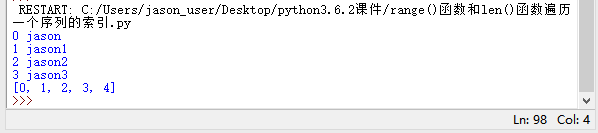 RESTART: C:/Users/jason_user/Desktop/python3.6.2课件/range()函数和len()函数遍历
一个序列的索引.py
0 jason
1 jason1
2 jason2
3 jason3
[0, 1, 2, 3, 4]
>>>
Ln: 98 Col: 4